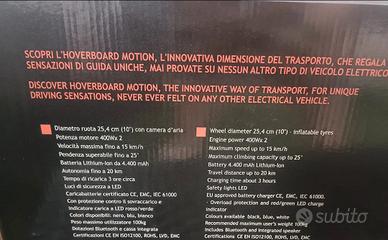 SCOPRI L'HOVERBOARD MOTION, L'INNOVATIVA DIMENSIONE DEL TRASPORTO, CHE REGALA
SENSAZIONI DI GUIDA UNICHE, MAI PROVATE SU NESSUN ALTRO TIPO DI VEICOLO ELETTRICO
DISCOVER HOVERBOARD MOTION, THE INNOVATIVE WAY OF TRANSPORT, FOR UNIQUE
DRIVING SENSATIONS, NEVER EVER FELT ON ANY OTHER ELECTRICAL VEHICLE.
Diametro ruota 25,4 cm (10") con camera d'aria
Potenza motore 400Wx 2
Velocità massima fino a 15 km/h
Pendenza superabile fino a 25°
Batteria Lithium-Ion da 4.400 mAh
Autonomia fino a 20 km
Tempo di ricarica 3 ore circa
Luci di sicurezza a LED
Caricabatterie certificato CE, EMC, IEC 61000
Con protezione contro il sovraccarico e
Indicatore carica a LED rosso/verde
Colori disponibili: nero, blu, bianco
Peso massimo utilizzatore 100kg
Dotazioni Bluetooth e cassa integrata
Certificazioni CE EN ISO12100, ROHS, LVD, EMC
Wheel diameter 25,4 cm (10") - Inflatable tyres
Engine power 400Wx 2
Maximum speed up to 15 km/h
Maximum climbing capacity up to 25°
Battery 4.400 mAH Lithium-Ion
Travel distance up to 20 km
Charging time about 3 hours
Safety lights LED
EU approved battery charger CE, EMC, IEC 61000.
- Overload protection and red/green LED charge
indicator
Colours available: black, blue, white
Recommended maximum user's weight 100kg
Includes Bluetooth and Integrated speaker
Certifications CE EN ISO12100, ROHS, LVD,
subito